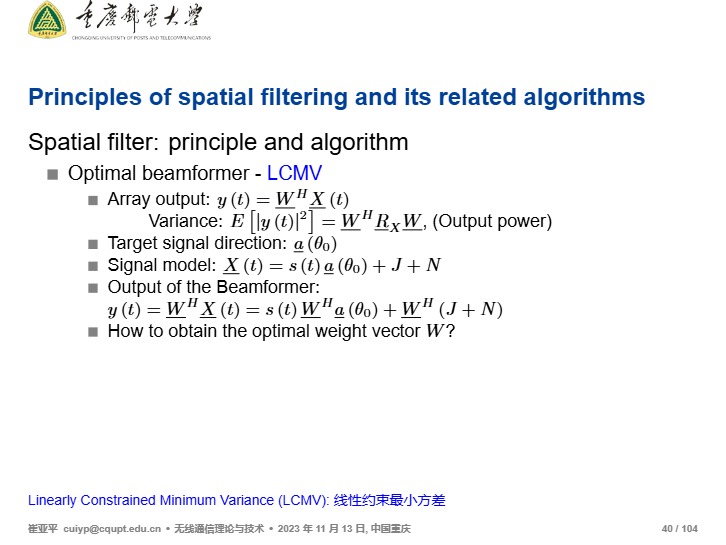 重慶郵電大學
CHONGQING UNIVERSITY OF POSTS AND TELECOMMUNICATIONS
Principles of spatial filtering and its related algorithms
Spatial filter: principle and algorithm
Optimal beamformer - LCMV
Array output: y (t) = W^H X (t)
Variance: E [|y (t)|^2] = W^H R_X W, (Output power)
Target signal direction: a (θ_0)
Signal model: X (t) = s (t) a (θ_0) + J + N
Output of the Beamformer:
y (t) = W^H X (t) = s (t) W^H a (θ_0) + W^H (J + N)
How to obtain the optimal weight vector W?
Linearly Constrained Minimum Variance (LCMV): 线性约束最小方差
崔亚平 cuiyp@cqupt.edu.cn • 无线通信理论与技术 • 2023 年 11 月 13 日, 中国重庆 40 / 104